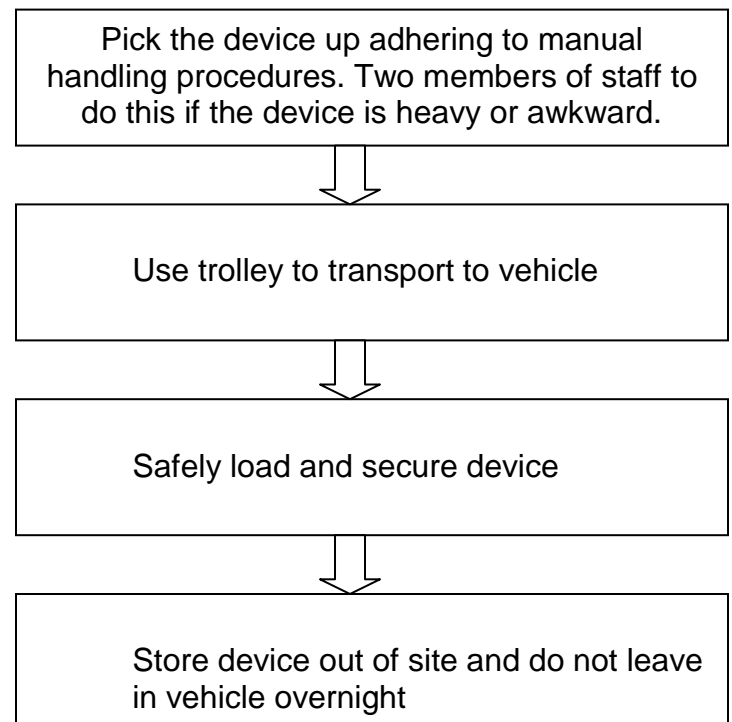 Pick the device up adhering to manual
handling procedures. Two members of staff to
do this if the device is heavy or awkward.
Use trolley to transport to vehicle
Safely load and secure device
Store device out of site and do not leave
in vehicle overnight